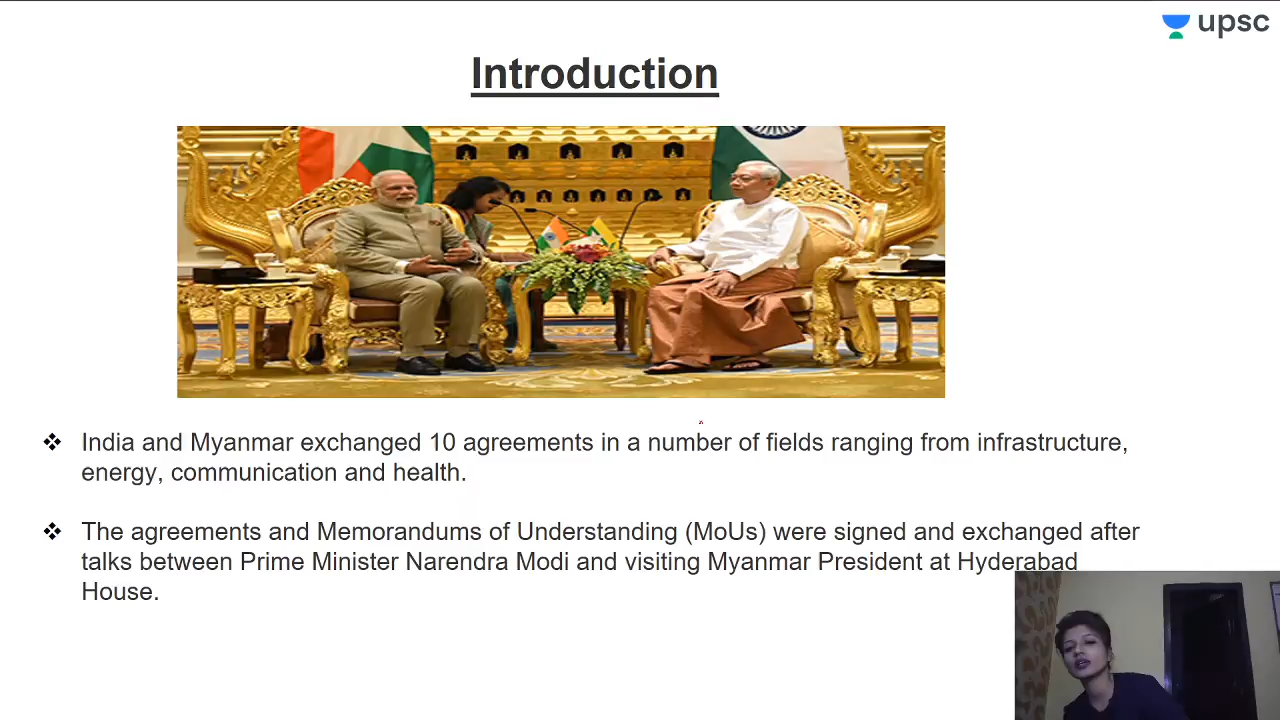 upsc
Introduction
❖ India and Myanmar exchanged 10 agreements in a number of fields ranging from infrastructure,
energy, communication and health.
❖ The agreements and Memorandums of Understanding (MoUs) were signed and exchanged after
talks between Prime Minister Narendra Modi and visiting Myanmar President at Hyderabad
House.